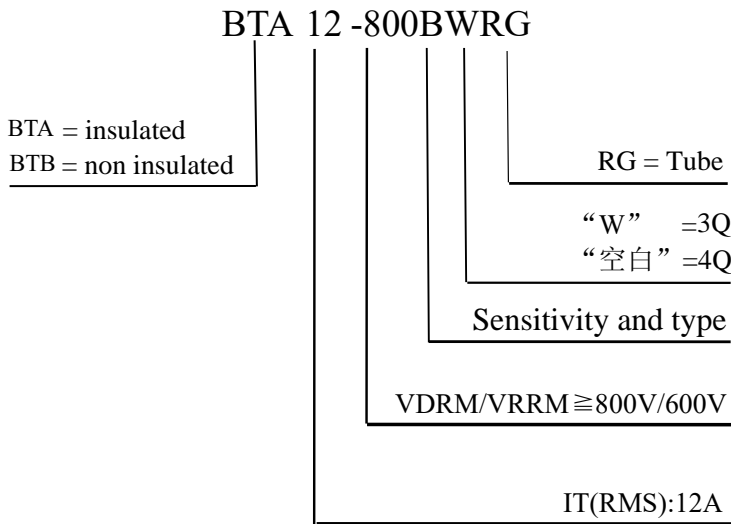 BTA 12 -800BWRG
BTA = insulated
BTB = non insulated
RG = Tube
“W” =3Q
“空白”=4Q
Sensitivity and type
VDRM/VRRM≧800V/600V
IT(RMS):12A